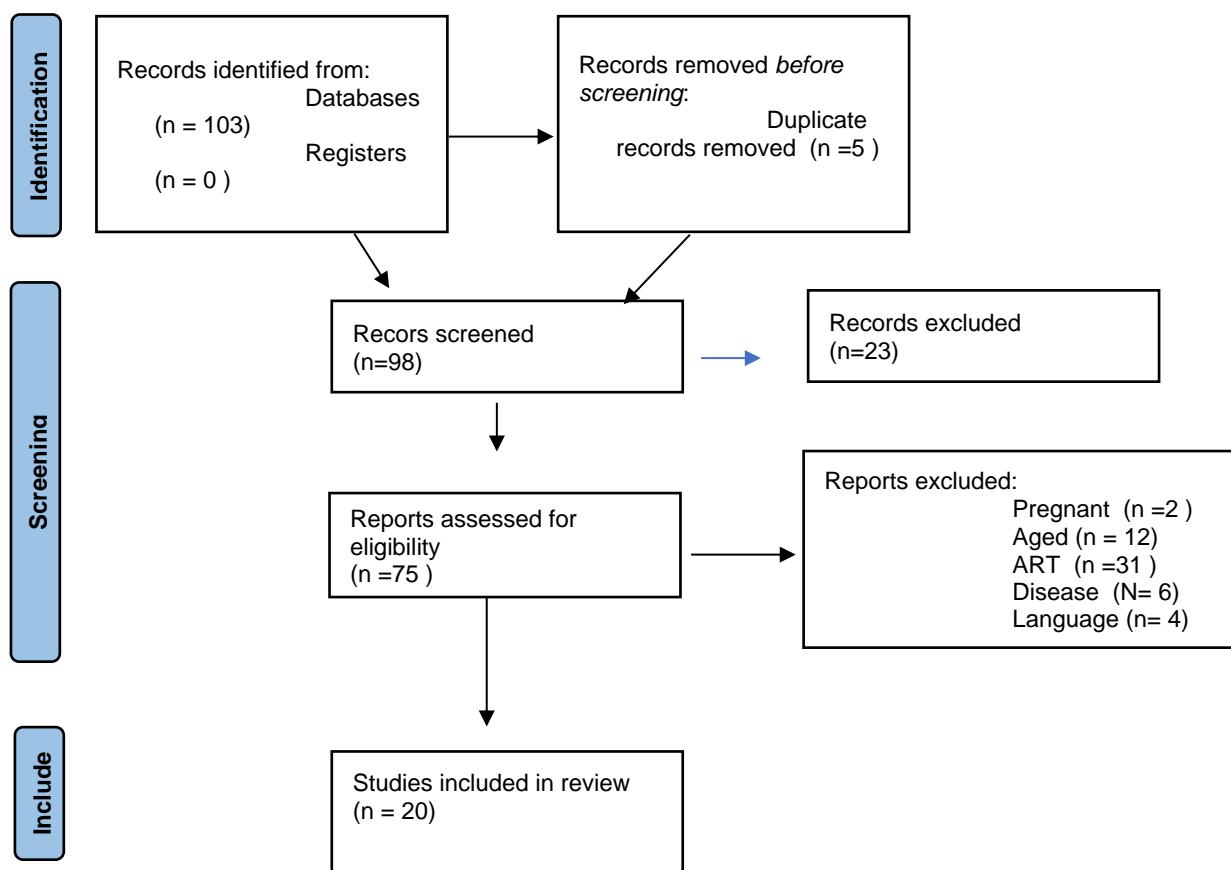 Identification
Records identified from:
Databases
(n = 103)
Registers
(n = 0 )
Records removed before
screening:
Duplicate
records removed (n =5 )
Screening
Recors screened
(n=98)
Records excluded
(n=23)
Reports assessed for
eligibility
(n =75 )
Reports excluded:
Pregnant (n =2 )
Aged (n = 12)
ART (n =31 )
Disease (N= 6)
Language (n= 4)
Include
Studies included in review
(n = 20)